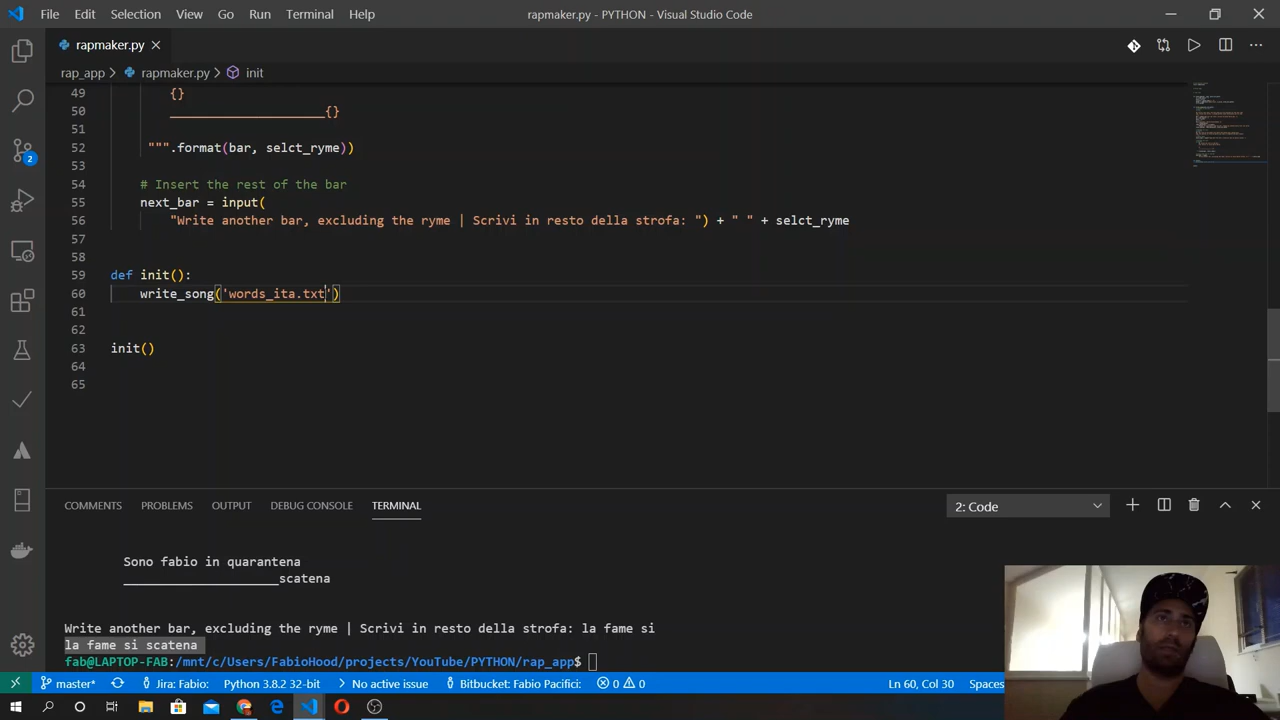 File Edit Selection View Go Run Terminal Help rapmaker.py - PYTHON - Visual Studio Code
rapmaker.py
rap_app > rapmaker.py > init
49 {}
50 ______________________{}
51
52 """.format(bar, selct_ryme))
53
54 # Insert the rest of the bar
55 next_bar = input(
56 "Write another bar, excluding the ryme | Scrivi in resto della strofa: ") + " " + selct_ryme
57
58
59 def init():
60 write_song('words_ita.txt')
61
62
63 init()
64
65
2
COMMENTS PROBLEMS OUTPUT DEBUG CONSOLE TERMINAL 2: Code
Sono fabio in quarantena
______________________scatena
Write another bar, excluding the ryme | Scrivi in resto della strofa: la fame si
la fame si scatena
fab@LAPTOP-FAB:/mnt/c/Users/FabioHood/projects/YouTube/PYTHON/rap_app$
master* Jira: Fabio: Python 3.8.2 32-bit No active issue Bitbucket: Fabio Pacifici: 0 0 Ln 60, Col 30 Spaces